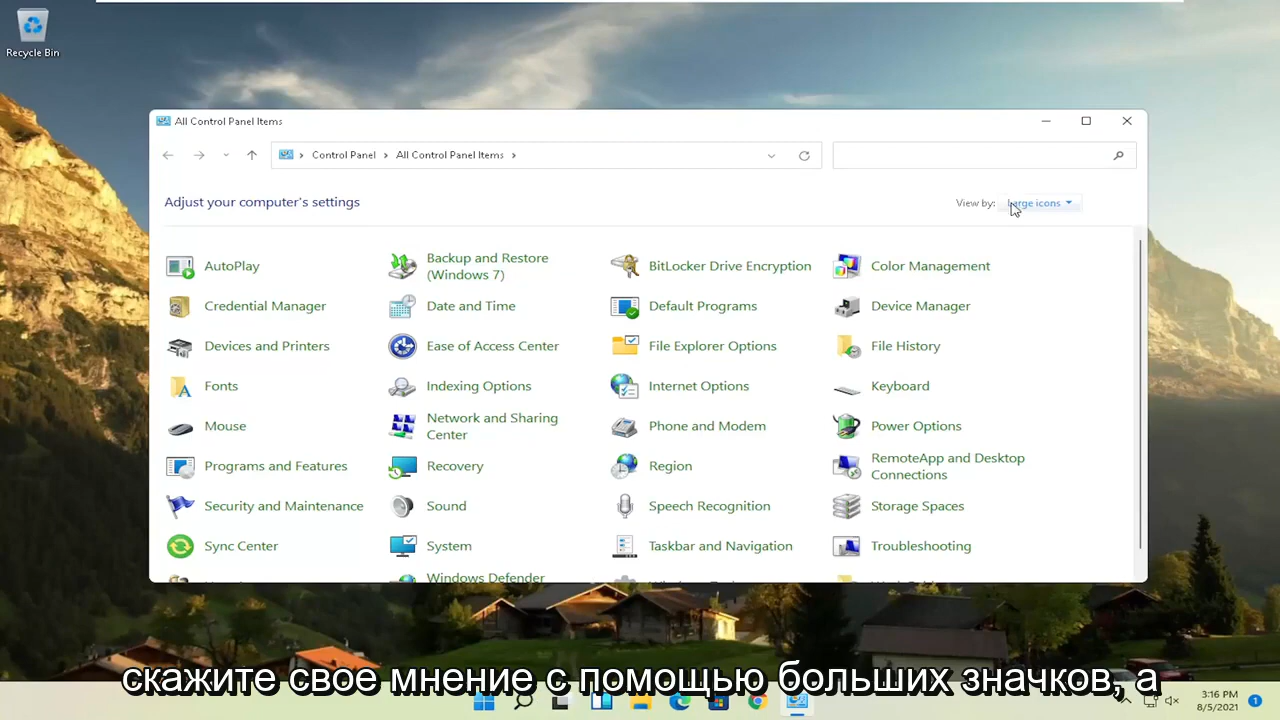 Recycle Bin
All Control Panel Items
Control Panel
All Control Panel Items
Adjust your computer's settings
View by: Large icons
AutoPlay
Backup and Restore
(Windows 7)
BitLocker Drive Encryption
Color Management
Credential Manager
Date and Time
Default Programs
Device Manager
Devices and Printers
Ease of Access Center
File Explorer Options
File History
Fonts
Indexing Options
Internet Options
Keyboard
Mouse
Network and Sharing
Center
Phone and Modem
Power Options
Programs and Features
Recovery
Region
RemoteApp and Desktop
Connections
Security and Maintenance
Sound
Speech Recognition
Storage Spaces
Sync Center
System
Taskbar and Navigation
Troubleshooting
Windows Defender
скажите свое мнение с помощью больших значков, а
3:16 PM
8/5/2021
1